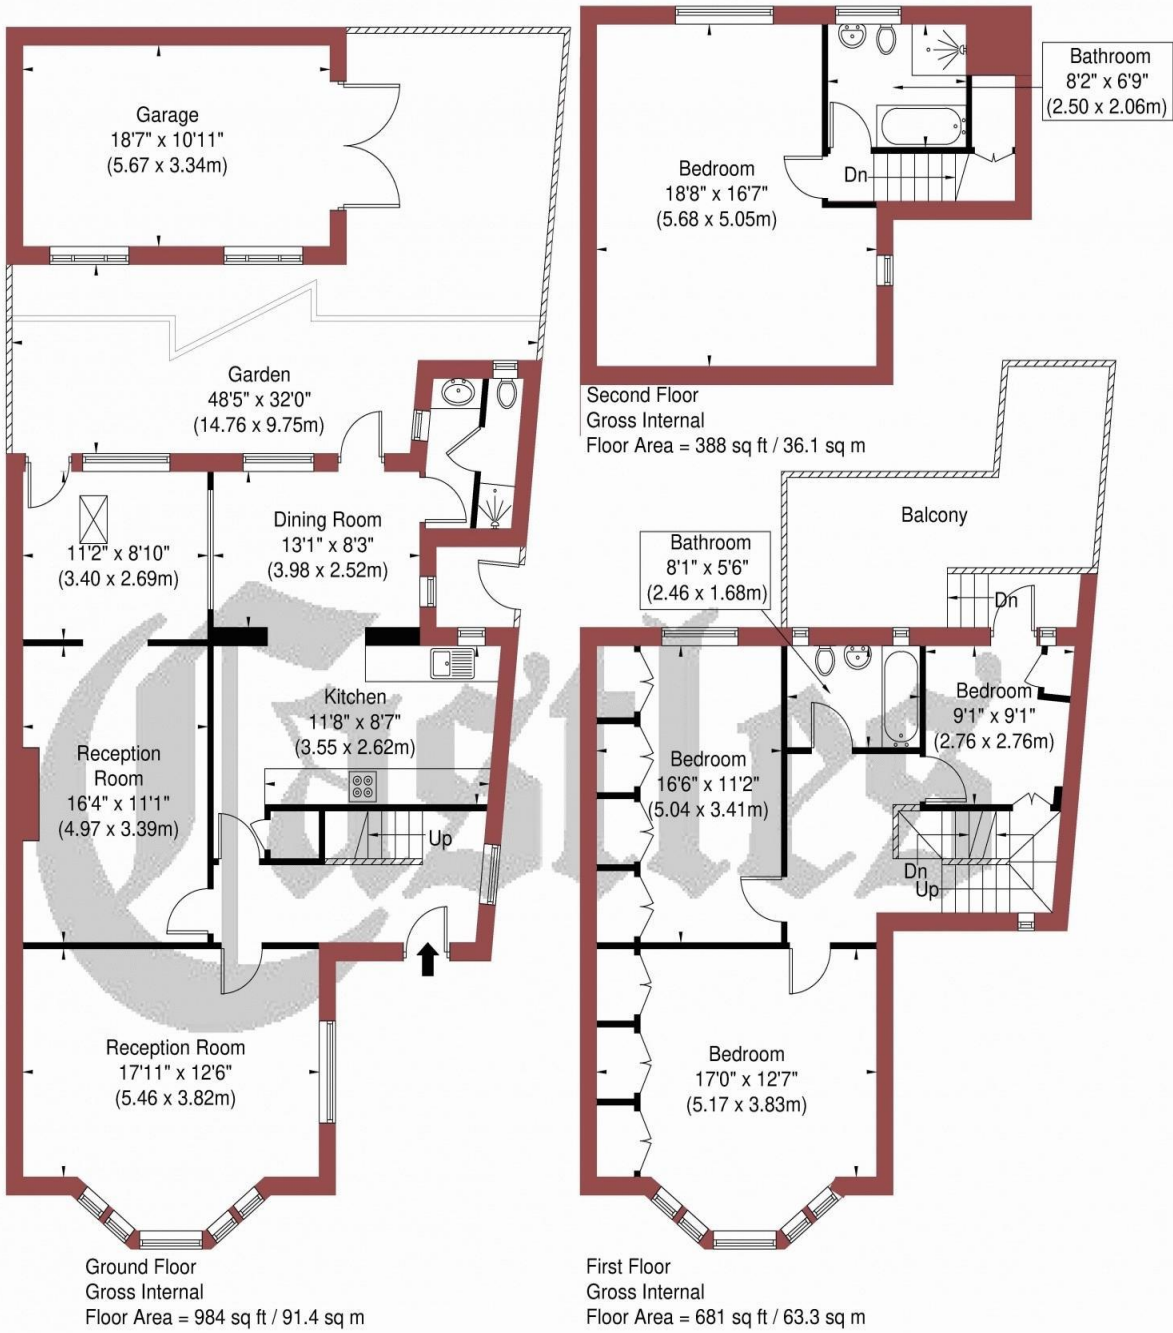 Garage
18'7" x 10'11"
(5.67 x 3.34m)
Garden
48'5" x 32'0"
(14.76 x 9.75m)
11'2" x 8'10"
(3.40 x 2.69m)
Dining Room
13'1" x 8'3"
(3.98 x 2.52m)
Kitchen
11'8" x 8'7"
(3.55 x 2.62m)
Reception
Room
16'4" x 11'1"
(4.97 x 3.39m)
Up
Reception Room
17'11" x 12'6"
(5.46 x 3.82m)
Ground Floor
Gross Internal
Floor Area = 984 sq ft / 91.4 sq m
Bathroom
8'2" x 6'9"
(2.50 x 2.06m)
Bedroom
18'8" x 16'7"
(5.68 x 5.05m)
Dn
Second Floor
Gross Internal
Floor Area = 388 sq ft / 36.1 sq m
Balcony
Bathroom
8'1" x 5'6"
(2.46 x 1.68m)
Dn
Bedroom
9'1" x 9'1"
(2.76 x 2.76m)
Bedroom
16'6" x 11'2"
(5.04 x 3.41m)
Dn
Up
Bedroom
17'0" x 12'7"
(5.17 x 3.83m)
First Floor
Gross Internal
Floor Area = 681 sq ft / 63.3 sq m
Castles